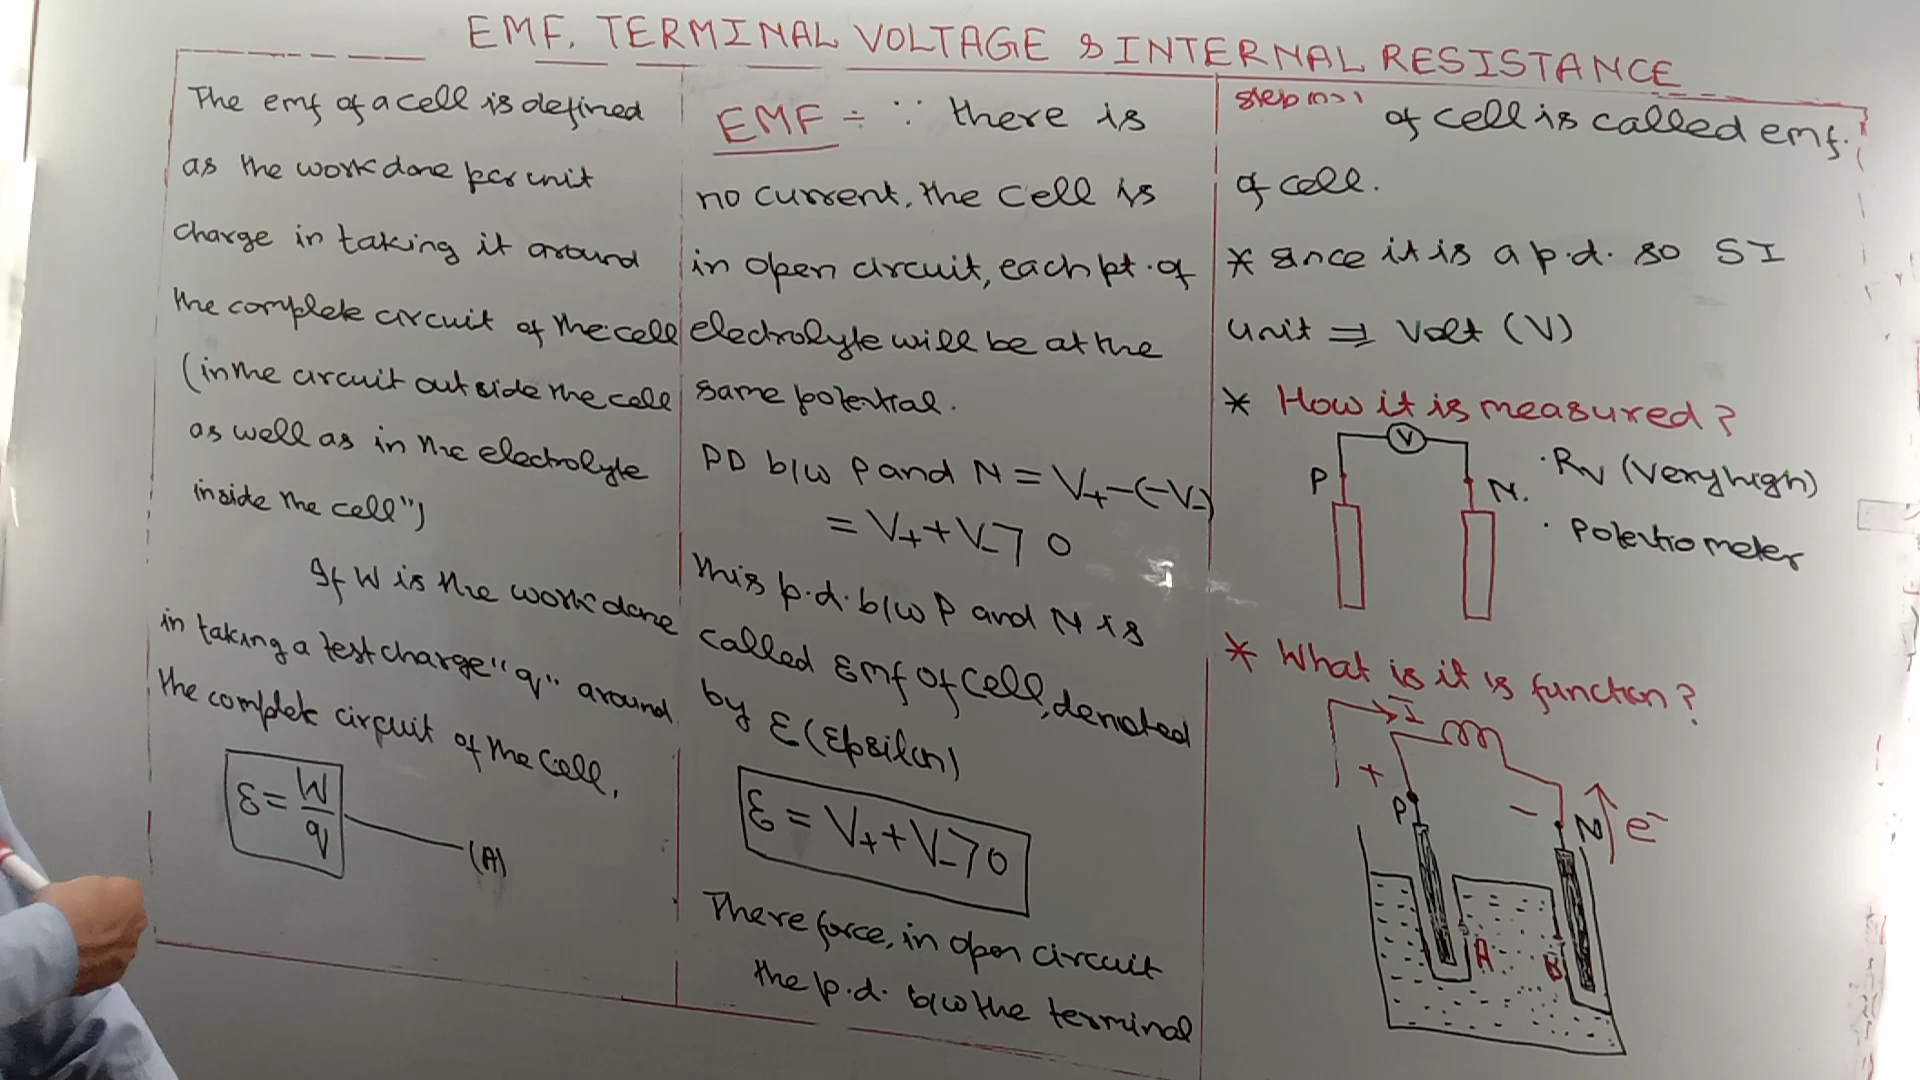 EMF, TERMINAL VOLTAGE & INTERNAL RESISTANCE
The emf of a cell is defined
as the work done per unit
charge in taking it around
the complete circuit of the cell
(in the circuit outside the cell
as well as in the electrolyte
inside the cell")
If W is the work done
in taking a test charge "q" around
the complete circuit of the cell,
ε = W/q —(A)
EMF ÷ ∵ there is
no current, the cell is
in open circuit, each pt. of
electrolyte will be at the
same potential.
PD b/w P and N = V+ - (-V-)
= V+ + V- > 0
this p.d. b/w P and N is
called Emf of Cell, denoted
by ε (Epsilon)
ε = V+ + V- > 0
There force, in open circuit
the p.d. b/w the terminal
of cell is called emf.
of cell.
* since it is a p.d. so SI
unit ⇒ Volt (V)
* How it is measured?
V
P
N.
· RV (very high)
· Potentiometer
* What is it is function?
I
+
P
-
N
e-
A
B